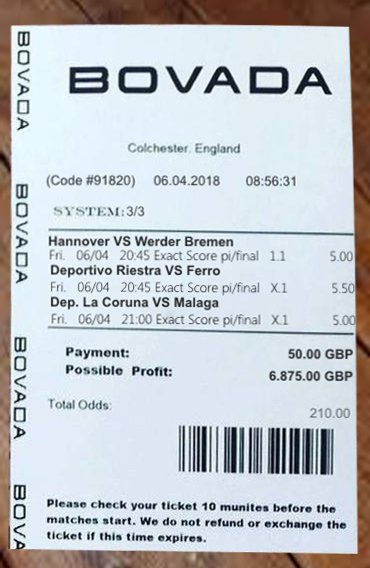 BOVADA
BOVADA
BOVADA
BOVA
BOVADA
Colchester. England
(Code #91820) 06.04.2018 08:56:31
SYSTEM:3/3
Hannover VS Werder Bremen
Fri. 06/04 20:45 Exact Score pi/final 1.1 5.00
Deportivo Riestra VS Ferro
Fri. 06/04 20:45 Exact Score pi/final X.1 5.50
Dep. La Coruna VS Malaga
Fri. 06/04 21:00 Exact Score pi/final X.1 5.00
Payment: 50.00 GBP
Possible Profit: 6.875.00 GBP
Total Odds: 210.00
Please check your ticket 10 munites before the
matches start. We do not refund or exchange the
ticket if this time expires.